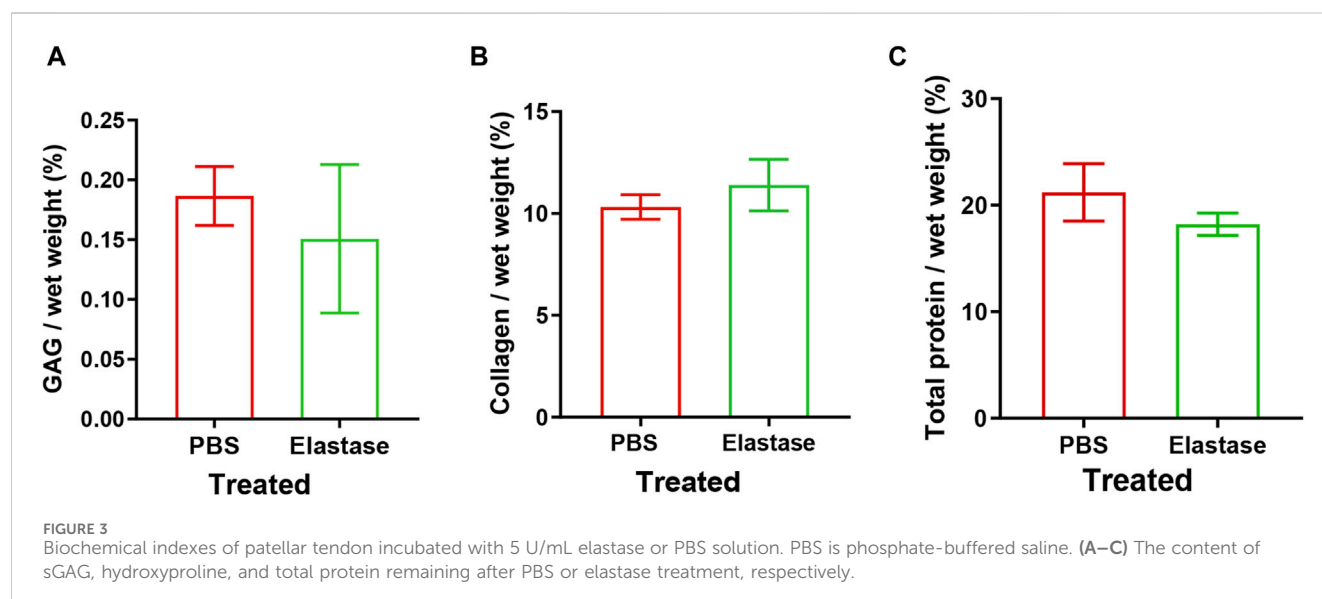 A
GAG / wet weight (%)
0.25
0.20
0.15
0.10
0.05
0.00
PBS Elastase
Treated
B
Collagen / wet weight (%)
15
10
5
0
PBS Elastase
Treated
C
Total protein / wet weight (%)
30
20
10
0
PBS Elastase
Treated
FIGURE 3
Biochemical indexes of patellar tendon incubated with 5 U/mL elastase or PBS solution. PBS is phosphate-buffered saline. (A–C) The content of
sGAG, hydroxyproline, and total protein remaining after PBS or elastase treatment, respectively.